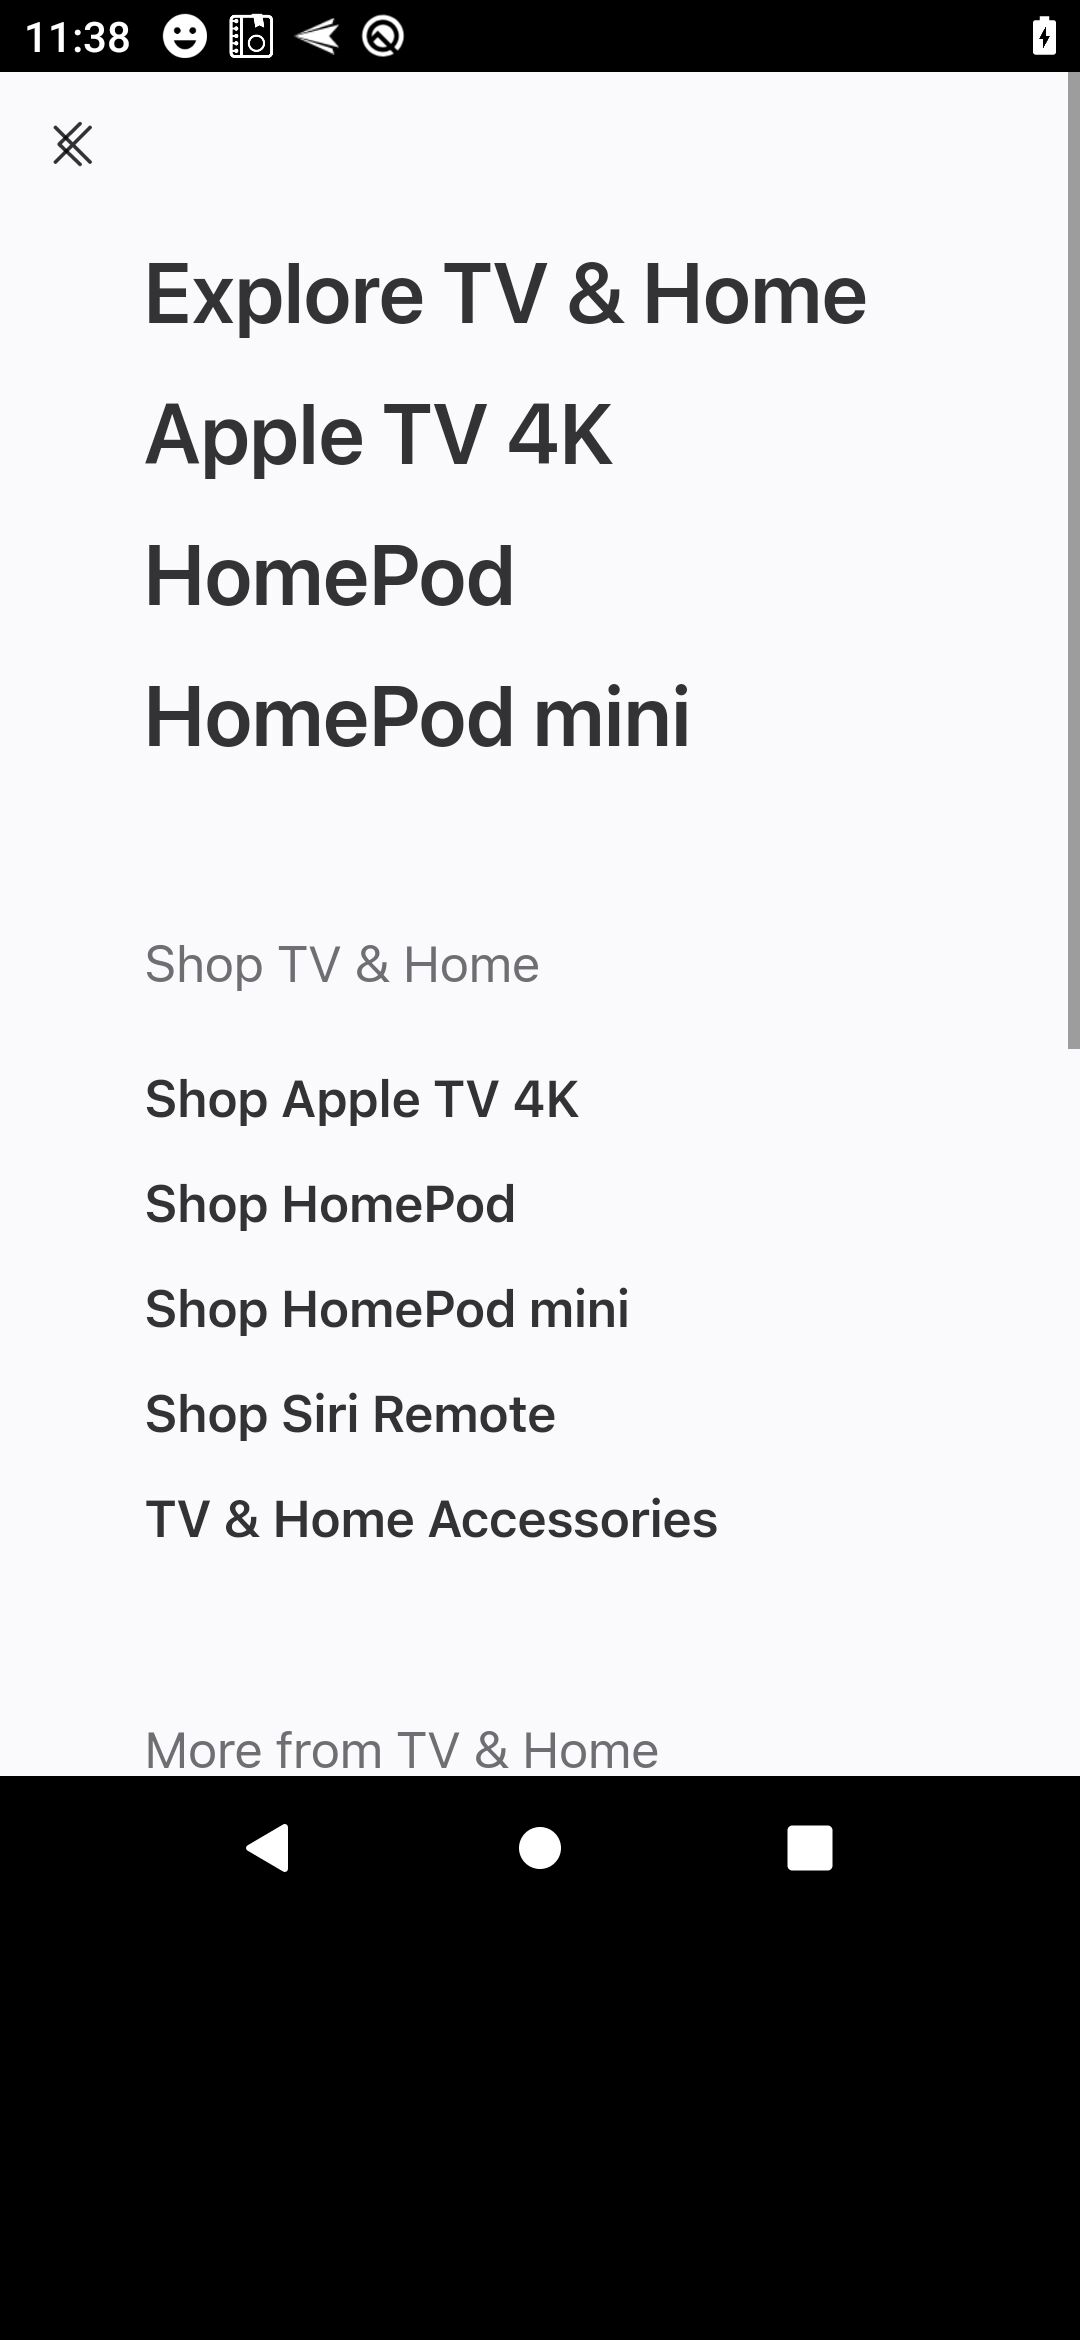 11:38
Explore TV & Home
Apple TV 4K
HomePod
HomePod mini
Shop TV & Home
Shop Apple TV 4K
Shop HomePod
Shop HomePod mini
Shop Siri Remote
TV & Home Accessories
More from TV & Home